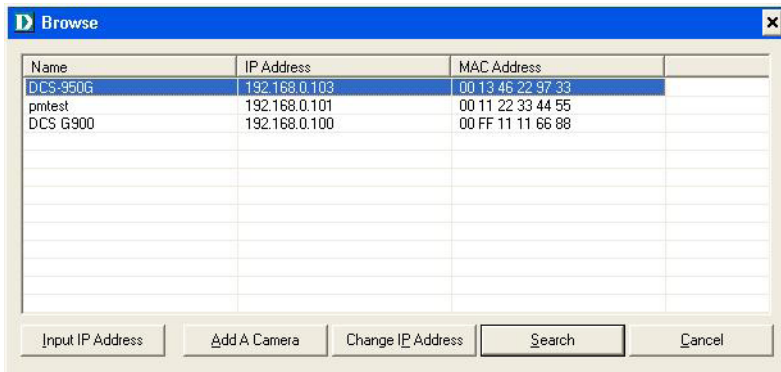 D Browse
Name IP Address MAC Address
DCS-950G 192.168.0.103 00 13 46 22 97 33
pmtest 192.168.0.101 00 11 22 33 44 55
DCS G900 192.168.0.100 00 FF 11 11 66 88
Input IP Address Add A Camera Change IP Address Search Cancel